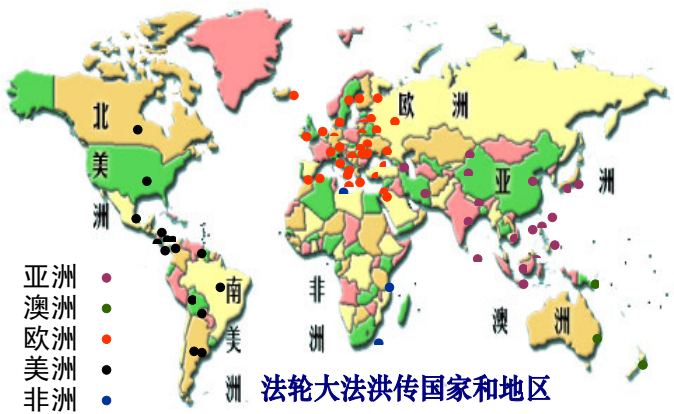 北
美
洲
欧 洲
亚 洲
非
洲
南
美
洲
澳 洲
亚洲
澳洲
欧洲
美洲
非洲
法轮大法洪传国家和地区